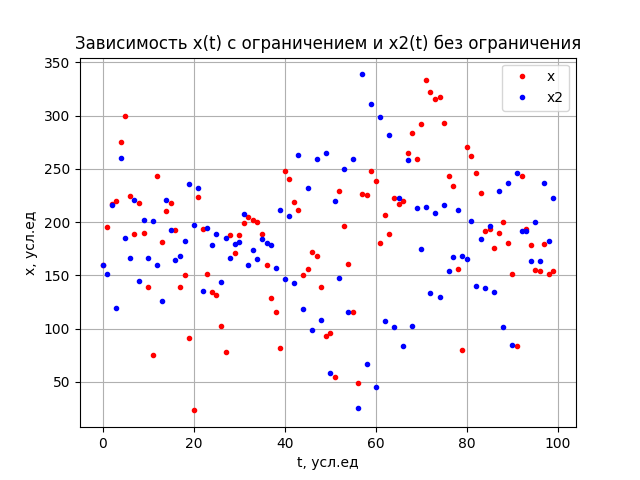 Зависимость x(t) с ограничением и x2(t) без ограничения
350
300
250
200
150
100
50
0
20
40
60
80
100
x, усл.ед
t, усл.ед
x
x2